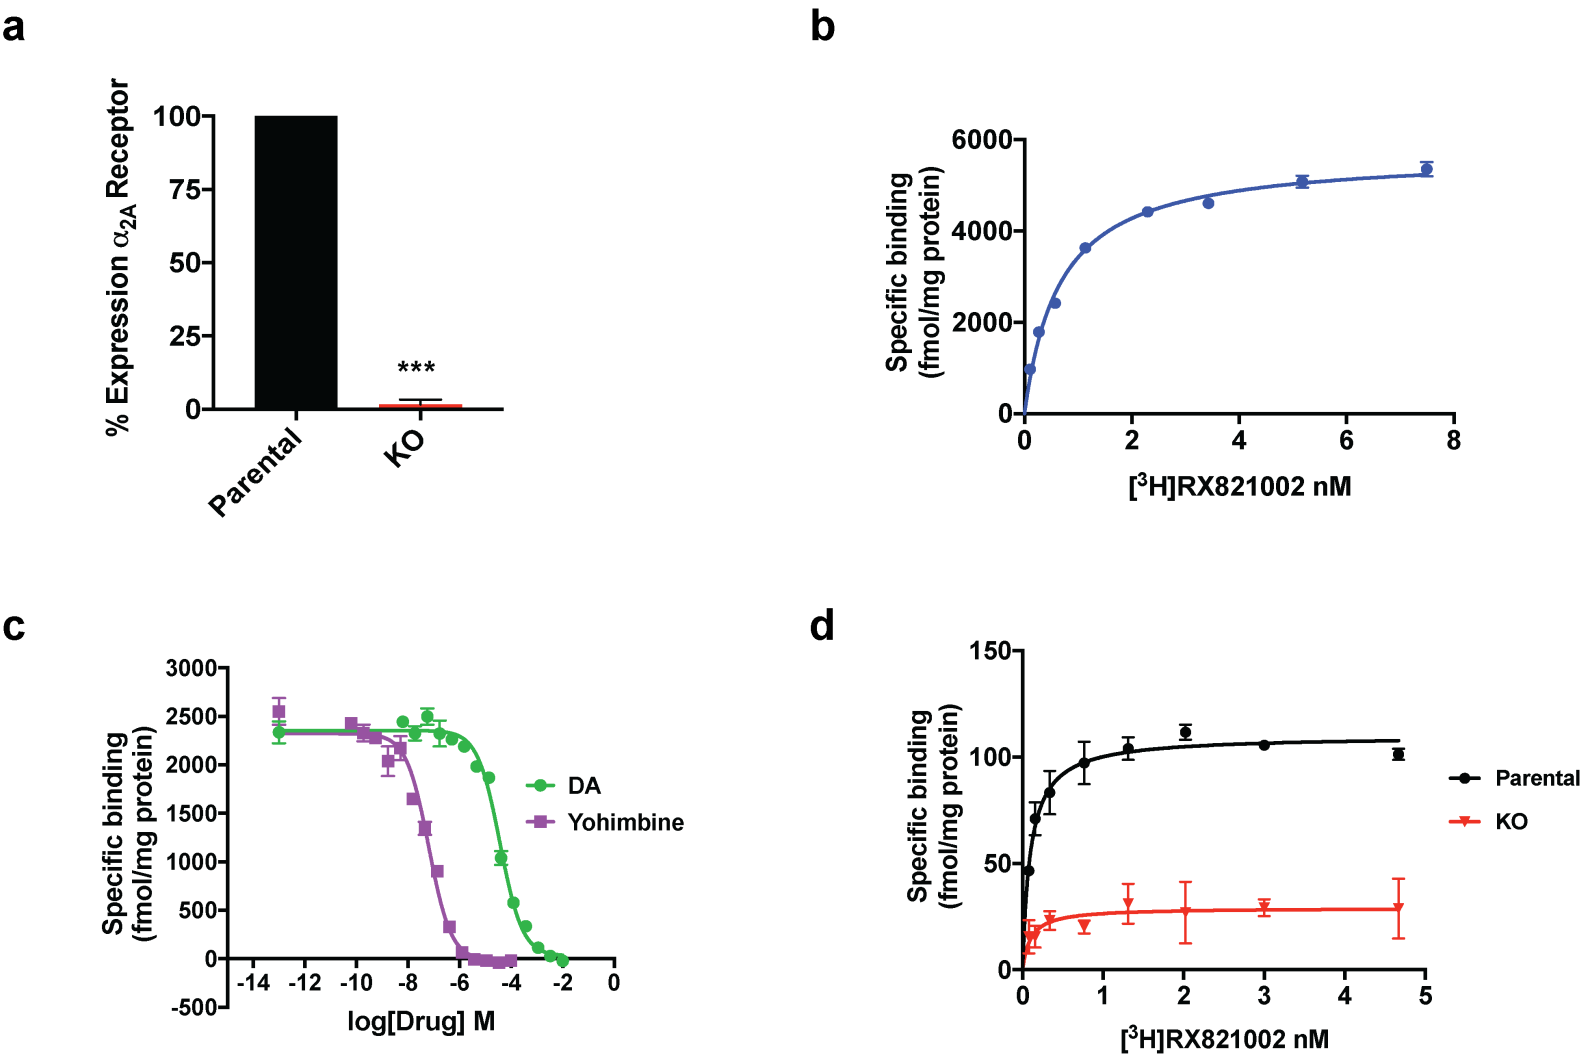 a
% Expression α2A Receptor
100
75
50
25
0
***
Parental
KO
b
Specific binding
(fmol/mg protein)
6000
4000
2000
0
0 2 4 6 8
[³H]RX821002 nM
c
Specific binding
(fmol/mg protein)
3000
2500
2000
1500
1000
500
0
-500
-14 -12 -10 -8 -6 -4 -2 0
log[Drug] M
DA
Yohimbine
d
Specific binding
(fmol/mg protein)
150
100
50
0
0 1 2 3 4 5
[³H]RX821002 nM
Parental
KO